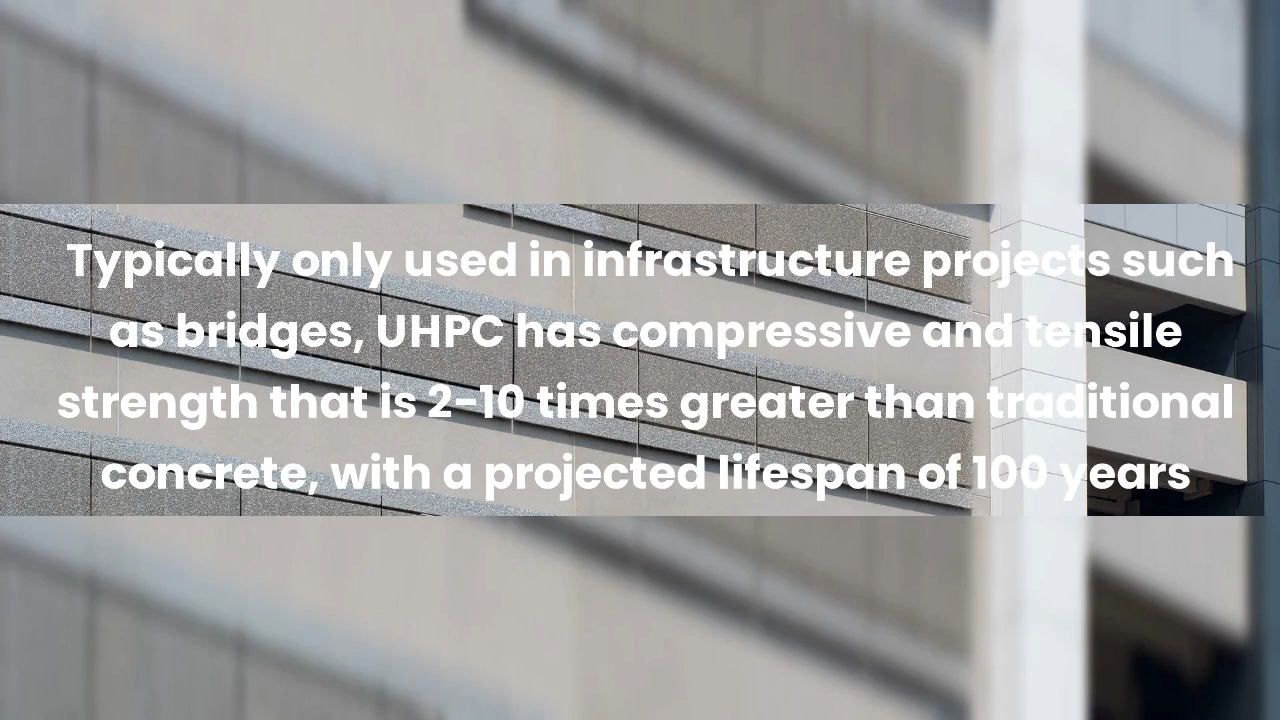 Typically only used in infrastructure projects such
as bridges, UHPC has compressive and tensile
strength that is 2-10 times greater than traditional
concrete, with a projected lifespan of 100 years